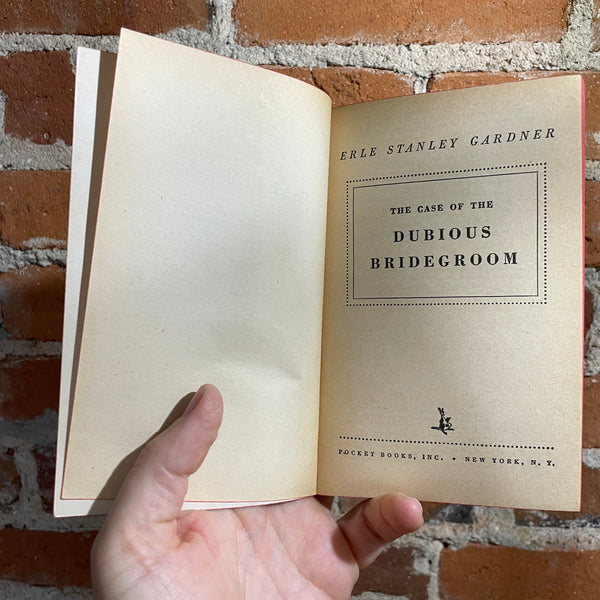 ERLE STANLEY GARDNER
THE CASE OF THE
DUBIOUS
BRIDEGROOM
POCKET BOOKS, INC. • NEW YORK, N. Y.